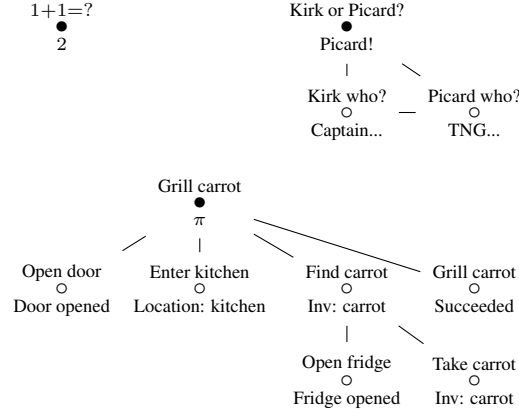 1+1=?
2
Kirk or Picard?
Picard!
Kirk who?
Captain...
Picard who?
TNG...
Grill carrot
π
Open door
Door opened
Enter kitchen
Location: kitchen
Find carrot
Inv: carrot
Grill carrot
Succeeded
Open fridge
Fridge opened
Take carrot
Inv: carrot